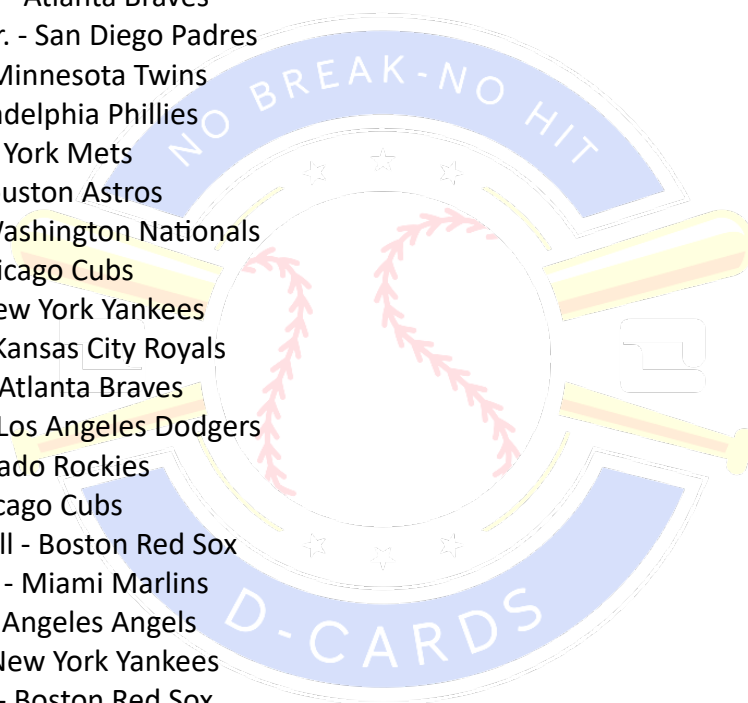 - Atlanta Braves
r. - San Diego Padres
Minnesota Twins
adelphia Phillies
York Mets
uston Astros
Washington Nationals
icago Cubs
ew York Yankees
Kansas City Royals
Atlanta Braves
Los Angeles Dodgers
ado Rockies
cago Cubs
ll - Boston Red Sox
- Miami Marlins
Angeles Angels
New York Yankees
- Boston Red Sox
NO BREAK-NO HIT
D-CARDS